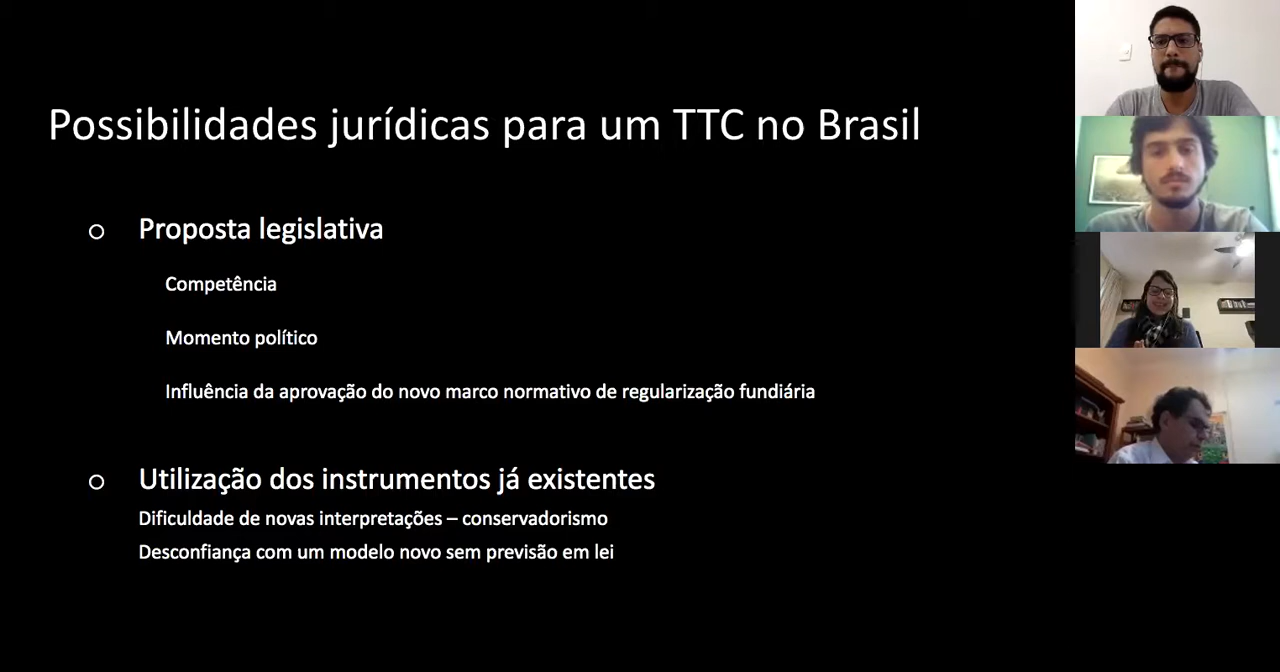 Possibilidades jurídicas para um TTC no Brasil
Proposta legislativa
Competência
Momento político
Influência da aprovação do novo marco normativo de regularização fundiária
Utilização dos instrumentos já existentes
Dificuldade de novas interpretações – conservadorismo
Desconfiança com um modelo novo sem previsão em lei